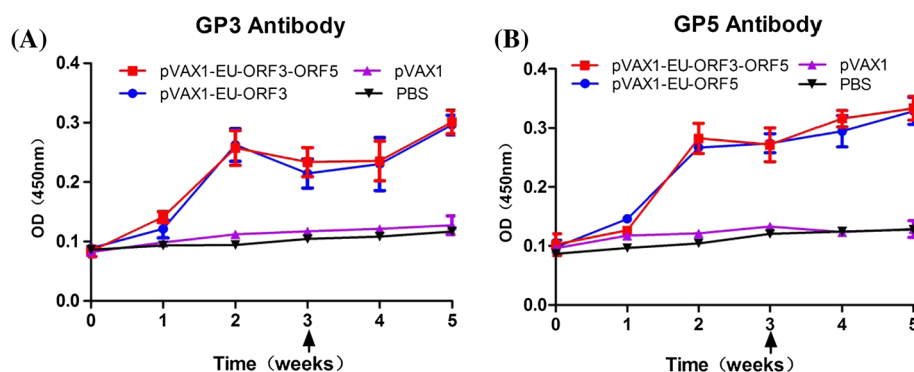 (A)
GP3 Antibody
pVAX1-EU-ORF3-ORF5
pVAX1
pVAX1-EU-ORF3
PBS
OD（450nm）
0.4
0.3
0.2
0.1
0.0
0 1 2 3 4 5
Time（weeks）
(B)
GP5 Antibody
pVAX1-EU-ORF3-ORF5
pVAX1
pVAX1-EU-ORF5
PBS
OD（450nm）
0.4
0.3
0.2
0.1
0.0
0 1 2 3 4 5
Time（weeks）